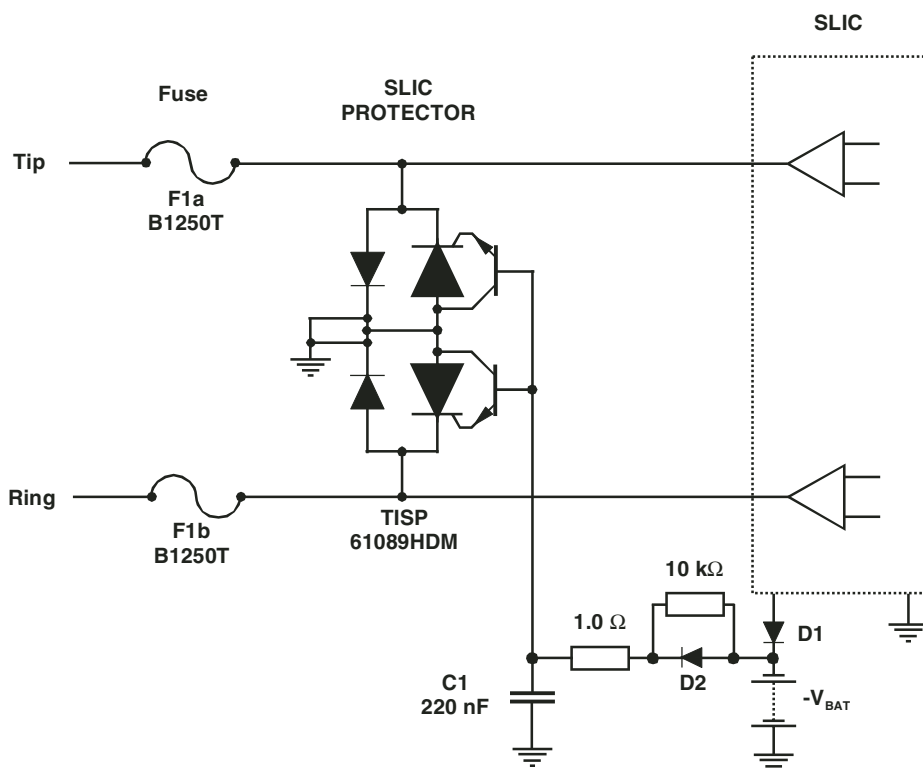 SLIC
Fuse
SLIC
PROTECTOR
Tip
F1a
B1250T
Ring
F1b
B1250T
TISP
61089HDM
10 kΩ
1.0 Ω
D1
D2
C1
220 nF
-VBAT